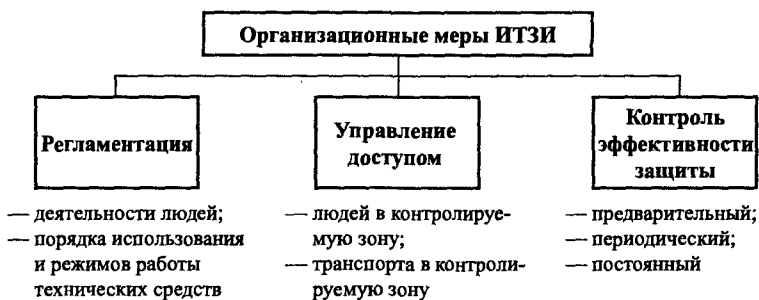 Организационные меры ИТЗИ
Регламентация
Управление
доступом
Контроль
эффективности
защиты
— деятельности людей;
— порядка использования
и режимов работы
технических средств
— людей в контролируе-
мую зону;
— транспорта в контроли-
руемую зону
— предварительный;
— периодический;
— постоянный